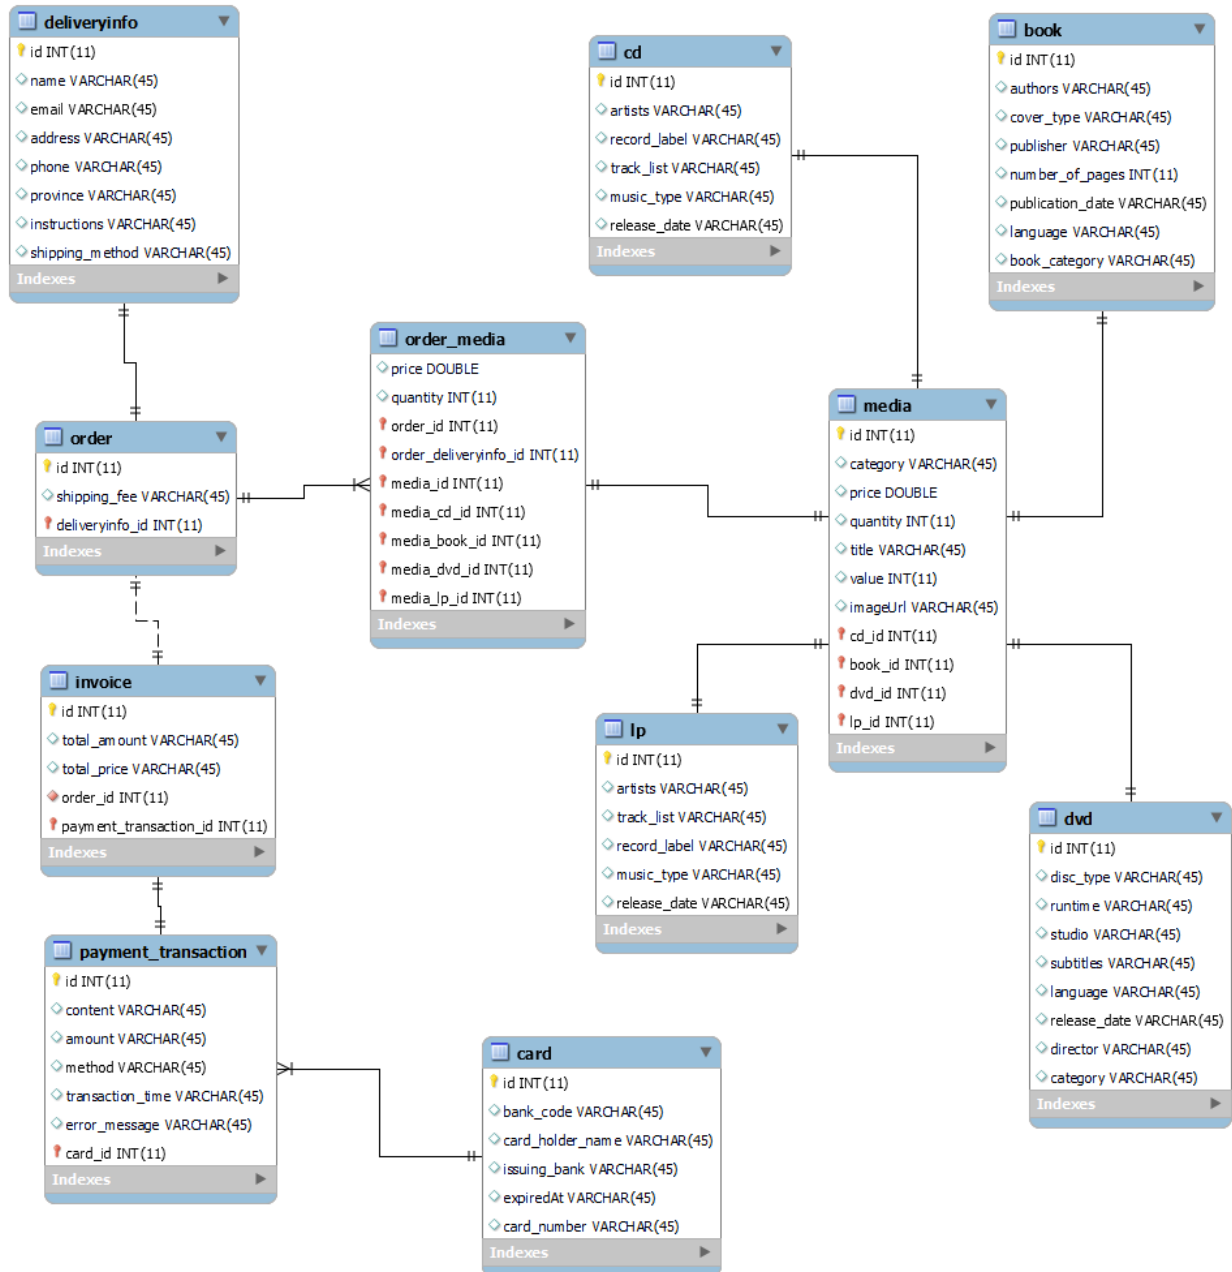 deliveryinfo
id INT(11)
name VARCHAR(45)
email VARCHAR(45)
address VARCHAR(45)
phone VARCHAR(45)
province VARCHAR(45)
instructions VARCHAR(45)
shipping_method VARCHAR(45)
Indexes
cd
id INT(11)
artists VARCHAR(45)
record_label VARCHAR(45)
track_list VARCHAR(45)
music_type VARCHAR(45)
release_date VARCHAR(45)
Indexes
book
id INT(11)
authors VARCHAR(45)
cover_type VARCHAR(45)
publisher VARCHAR(45)
number_of_pages INT(11)
publication_date VARCHAR(45)
language VARCHAR(45)
book_category VARCHAR(45)
Indexes
order_media
price DOUBLE
quantity INT(11)
order_id INT(11)
order_deliveryinfo_id INT(11)
media_id INT(11)
media_cd_id INT(11)
media_book_id INT(11)
media_dvd_id INT(11)
media_lp_id INT(11)
Indexes
media
id INT(11)
category VARCHAR(45)
price DOUBLE
quantity INT(11)
title VARCHAR(45)
value INT(11)
imageUrl VARCHAR(45)
cd_id INT(11)
book_id INT(11)
dvd_id INT(11)
lp_id INT(11)
Indexes
order
id INT(11)
shipping_fee VARCHAR(45)
deliveryinfo_id INT(11)
Indexes
invoice
id INT(11)
total_amount VARCHAR(45)
total_price VARCHAR(45)
order_id INT(11)
payment_transaction_id INT(11)
Indexes
lp
id INT(11)
artists VARCHAR(45)
track_list VARCHAR(45)
record_label VARCHAR(45)
music_type VARCHAR(45)
release_date VARCHAR(45)
Indexes
dvd
id INT(11)
disc_type VARCHAR(45)
runtime VARCHAR(45)
studio VARCHAR(45)
subtitles VARCHAR(45)
language VARCHAR(45)
release_date VARCHAR(45)
director VARCHAR(45)
category VARCHAR(45)
Indexes
payment_transaction
id INT(11)
content VARCHAR(45)
amount VARCHAR(45)
method VARCHAR(45)
transaction_time VARCHAR(45)
error_message VARCHAR(45)
card_id INT(11)
Indexes
card
id INT(11)
bank_code VARCHAR(45)
card_holder_name VARCHAR(45)
issuing_bank VARCHAR(45)
expiredAt VARCHAR(45)
card_number VARCHAR(45)
Indexes